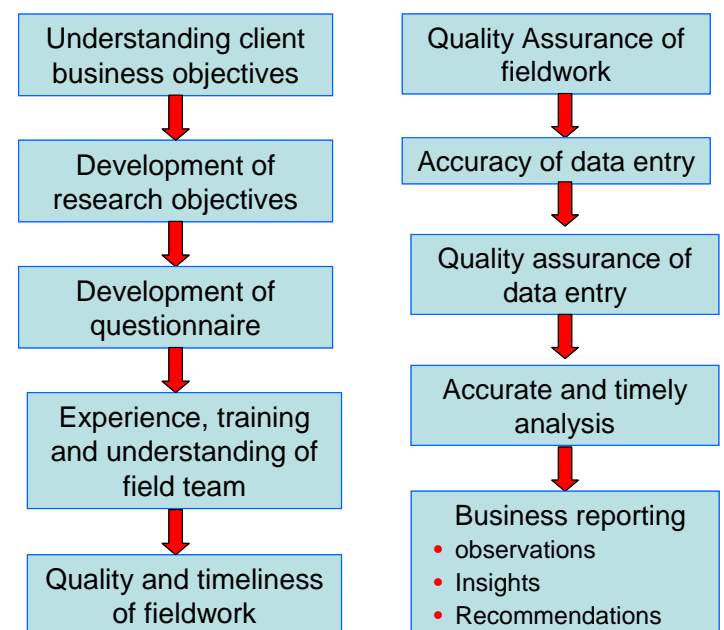 Understanding client
business objectives
Development of
research objectives
Development of
questionnaire
Experience, training
and understanding of
field team
Quality and timeliness
of fieldwork
Quality Assurance of
fieldwork
Accuracy of data entry
Quality assurance of
data entry
Accurate and timely
analysis
Business reporting
• observations
• Insights
• Recommendations